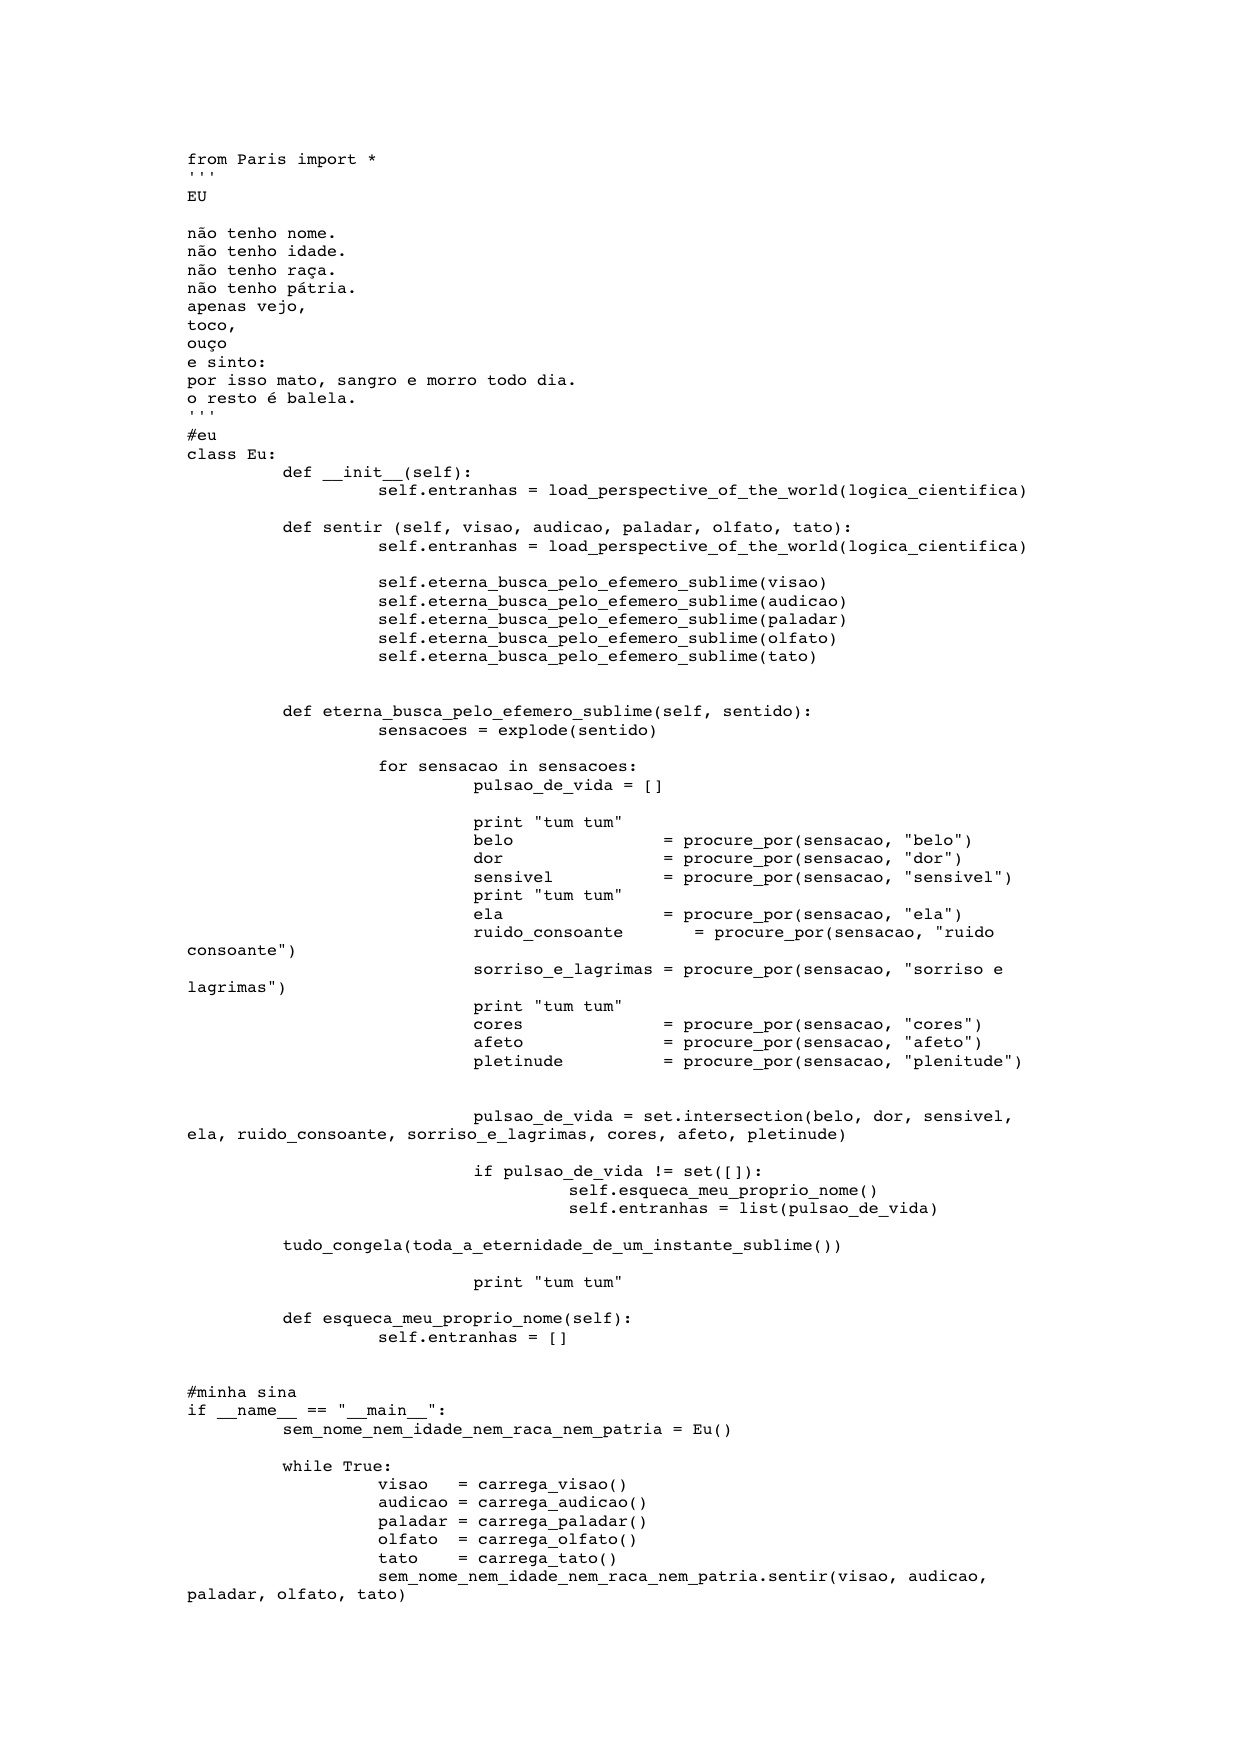 from Paris import *
'''
EU

não tenho nome.
não tenho idade.
não tenho raça.
não tenho pátria.
apenas vejo,
toco,
ouço
e sinto:
por isso mato, sangro e morro todo dia.
o resto é balela.
'''
#eu
class Eu:
	def __init__(self):
		self.entranhas = load_perspective_of_the_world(logica_cientifica)

	def sentir (self, visao, audicao, paladar, olfato, tato):
		self.entranhas = load_perspective_of_the_world(logica_cientifica)

		self.eterna_busca_pelo_efemero_sublime(visao)
		self.eterna_busca_pelo_efemero_sublime(audicao)
		self.eterna_busca_pelo_efemero_sublime(paladar)
		self.eterna_busca_pelo_efemero_sublime(olfato)
		self.eterna_busca_pelo_efemero_sublime(tato)


	def eterna_busca_pelo_efemero_sublime(self, sentido):
		sensacoes = explode(sentido)

		for sensacao in sensacoes:
			pulsao_de_vida = []

			print "tum tum"
			belo               = procure_por(sensacao, "belo")
			dor                = procure_por(sensacao, "dor")
			sensivel           = procure_por(sensacao, "sensivel")
			print "tum tum"
			ela                = procure_por(sensacao, "ela")
			ruido_consoante       = procure_por(sensacao, "ruido
consoante")
			sorriso_e_lagrimas = procure_por(sensacao, "sorriso e
lagrimas")
			print "tum tum"
			cores              = procure_por(sensacao, "cores")
			afeto              = procure_por(sensacao, "afeto")
			pletinude          = procure_por(sensacao, "plenitude")


			pulsao_de_vida = set.intersection(belo, dor, sensivel,
ela, ruido_consoante, sorriso_e_lagrimas, cores, afeto, pletinude)

			if pulsao_de_vida != set([]):
				self.esqueca_meu_proprio_nome()
				self.entranhas = list(pulsao_de_vida)

	tudo_congela(toda_a_eternidade_de_um_instante_sublime())

			print "tum tum"

	def esqueca_meu_proprio_nome(self):
		self.entranhas = []


#minha sina
if __name__ == "__main__":
	sem_nome_nem_idade_nem_raca_nem_patria = Eu()

	while True:
		visao   = carrega_visao()
		audicao = carrega_audicao()
		paladar = carrega_paladar()
		olfato  = carrega_olfato()
		tato    = carrega_tato()
		sem_nome_nem_idade_nem_raca_nem_patria.sentir(visao, audicao,
paladar, olfato, tato)